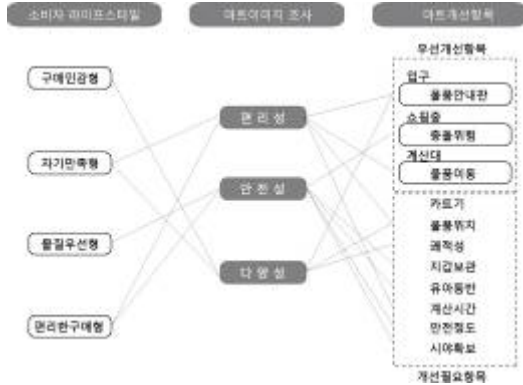 소비자 라이프스타일
마트이미지 조사
마트개선항목
우선개선항목
구매민감형
자기만족형
물질우선형
편리한구매형
편 리 성
안 전 성
다 양 성
입구
물품안내판
쇼핑중
충돌위험
계산대
물품이동
카트기
물품위치
쾌적성
지갑보관
유아동반
계산시간
안전정도
시야확보
개선필요항목